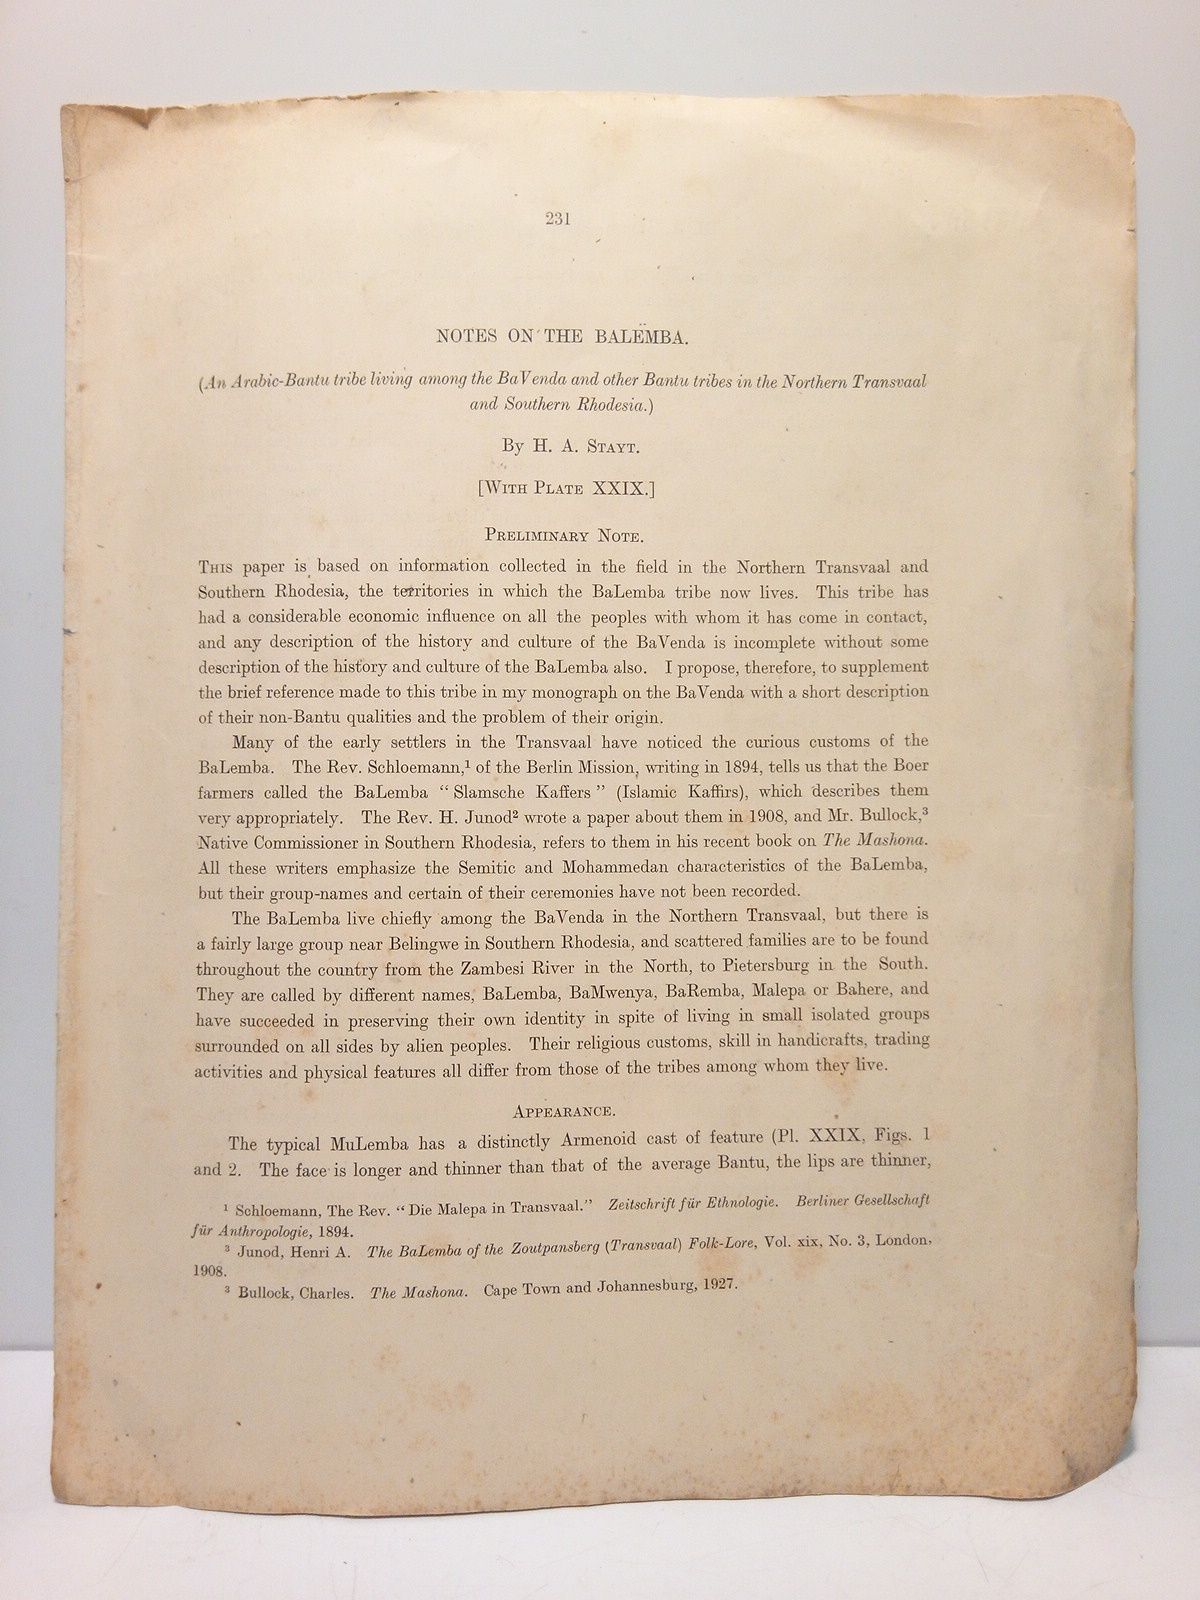 231
NOTES ON THE BALEMBA.
(An Arabic-Bantu tribe living among the BaVenda and other Bantu tribes in the Northern Transvaal
and Southern Rhodesia.)
By H. A. STAYT.
[WITH PLATE XXIX.]
PRELIMINARY NOTE.
THIS paper is based on information collected in the field in the Northern Transvaal and
Southern Rhodesia, the territories in which the BaLemba tribe now lives. This tribe has
had a considerable economic influence on all the peoples with whom it has come in contact,
and any description of the history and culture of the BaVenda is incomplete without some
description of the history and culture of the BaLemba also. I propose, therefore, to supplement
the brief reference made to this tribe in my monograph on the BaVenda with a short description
of their non-Bantu qualities and the problem of their origin.
Many of the early settlers in the Transvaal have noticed the curious customs of the
BaLemba. The Rev. Schloemann,¹ of the Berlin Mission, writing in 1894, tells us that the Boer
farmers called the BaLemba “Slamsche Kaffers” (Islamic Kaffirs), which describes them
very appropriately. The Rev. H. Junod² wrote a paper about them in 1908, and Mr. Bullock,³
Native Commissioner in Southern Rhodesia, refers to them in his recent book on The Mashona.
All these writers emphasize the Semitic and Mohammedan characteristics of the BaLemba,
but their group-names and certain of their ceremonies have not been recorded.
The BaLemba live chiefly among the BaVenda in the Northern Transvaal, but there is
a fairly large group near Belingwe in Southern Rhodesia, and scattered families are to be found
throughout the country from the Zambesi River in the North, to Pietersburg in the South.
They are called by different names, BaLemba, BaMwenya, BaRemba, Malepa or Bahere, and
have succeeded in preserving their own identity in spite of living in small isolated groups
surrounded on all sides by alien peoples. Their religious customs, skill in handicrafts, trading
activities and physical features all differ from those of the tribes among whom they live.
APPEARANCE.
The typical MuLemba has a distinctly Armenoid cast of feature (Pl. XXIX, Figs. 1
and 2. The face is longer and thinner than that of the average Bantu, the lips are thinner,
¹ Schloemann, The Rev. “Die Malepa in Transvaal.” Zeitschrift für Ethnologie. Berliner Gesellschaft
für Anthropologie, 1894.
³ Junod, Henri A. The BaLemba of the Zoutpansberg (Transvaal) Folk-Lore, Vol. xix, No. 3, London,
1908.
³ Bullock, Charles. The Mashona. Cape Town and Johannesburg, 1927.